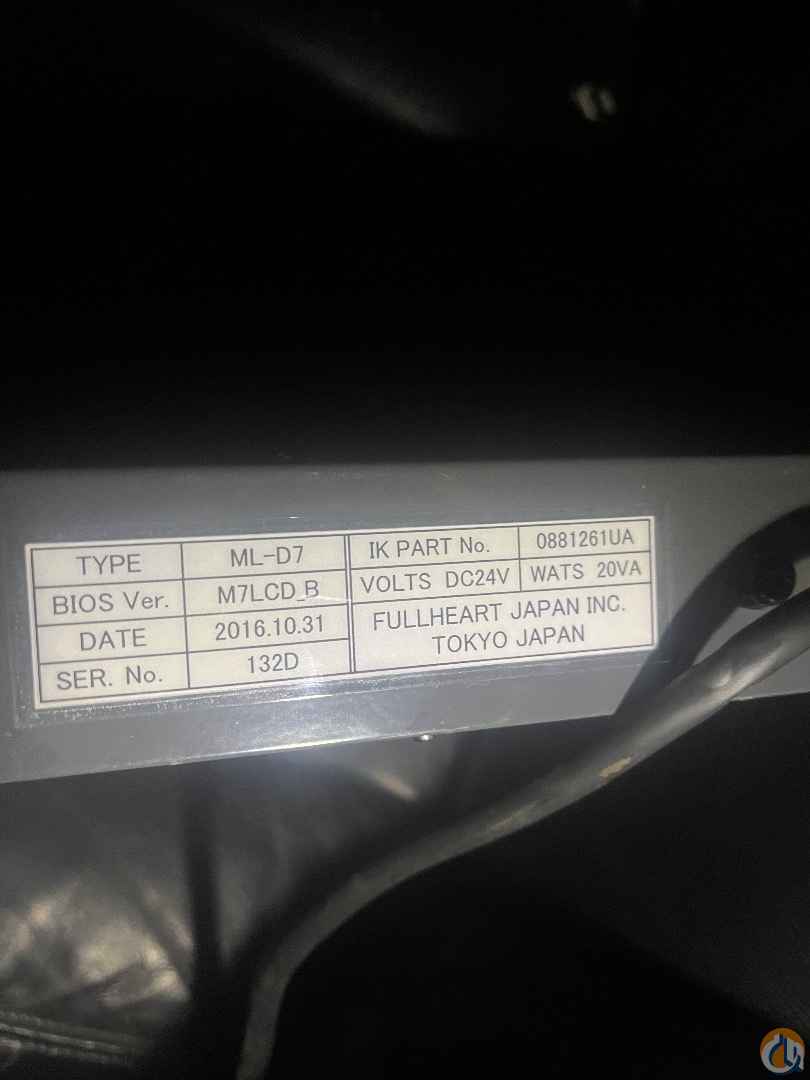 TYPE ML-D7 IK PART No. 0881261UA
BIOS Ver. M7LCD_B VOLTS DC24V WATS 20VA
DATE 2016.10.31 FULLHEART JAPAN INC.
SER. No. 132D TOKYO JAPAN